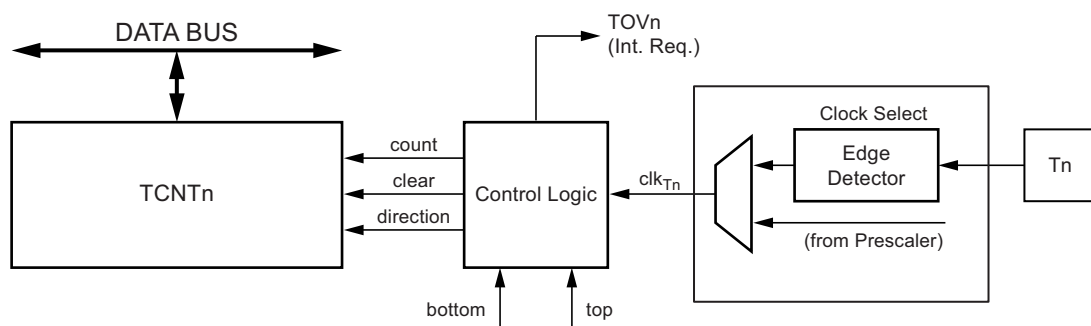 DATA BUS
TOVn
(Int. Req.)
TCNTn
count
clear
direction
Control Logic
clkTn
Clock Select
Edge
Detector
(from Prescaler)
Tn
bottom
top